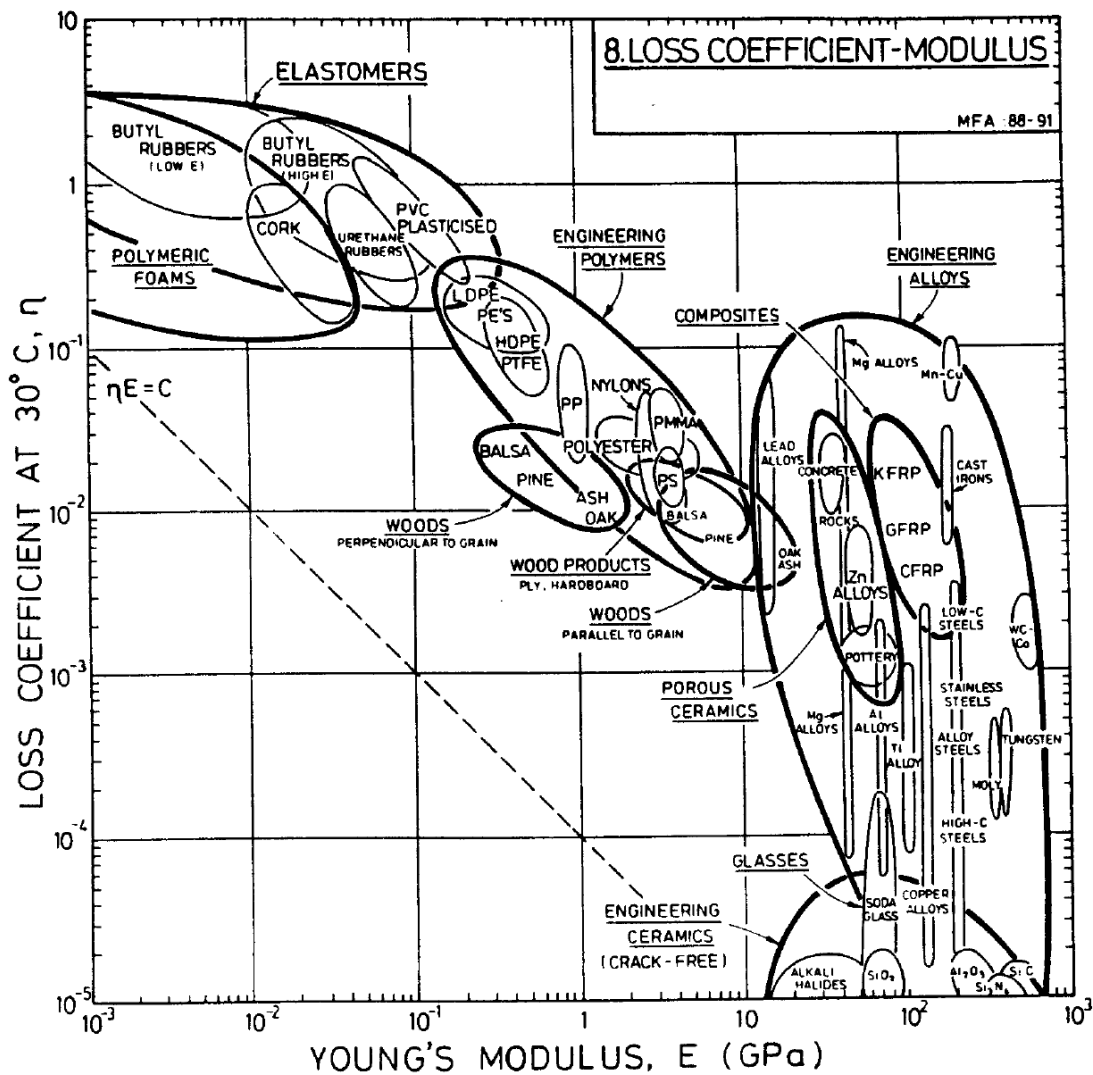 8.LOSS COEFFICIENT-MODULUS
MFA :88-91
ELASTOMERS
BUTYL
RUBBERS
(LOW E)
BUTYL
RUBBERS
(HIGH E)
CORK
PVC
PLASTICISED
URETHANE
RUBBERS
POLYMERIC
FOAMS
ENGINEERING
POLYMERS
ENGINEERING
ALLOYS
COMPOSITES
LDPE
PE'S
HDPE
PTFE
Mg ALLOYS
Mn-Cu
ηE=C
NYLONS
PP
PMMA
POLYESTER
PS
BALSA
PINE
ASH
OAK
BALSA
PINE
OAK
ASH
LEAD
ALLOYS
CONCRETE
ROCKS
KFRP
GFRP
CFRP
CAST
IRONS
WOODS
PERPENDICULAR TO GRAIN
WOOD PRODUCTS
PLY, HARDBOARD
WOODS
PARALLEL TO GRAIN
Zn
ALLOYS
LOW-C
STEELS
WC-
Co
POTTERY
POROUS
CERAMICS
Mg
ALLOYS
Al
ALLOYS
Ti
ALLOY
STAINLESS
STEELS
ALLOY
STEELS
TUNGSTEN
MOLY
HIGH-C
STEELS
GLASSES
SODA
GLASS
COPPER
ALLOYS
ENGINEERING
CERAMICS
(CRACK-FREE)
ALKALI
HALIDES
SiO₂
Al₂O₃
SiC
Si₃N₄
10
1
10⁻¹
10⁻²
10⁻³
10⁻⁴
10⁻⁵
LOSS COEFFICIENT AT 30°C, η
10⁻³
10⁻²
10⁻¹
1
10
10²
10³
YOUNG'S MODULUS, E (GPa)